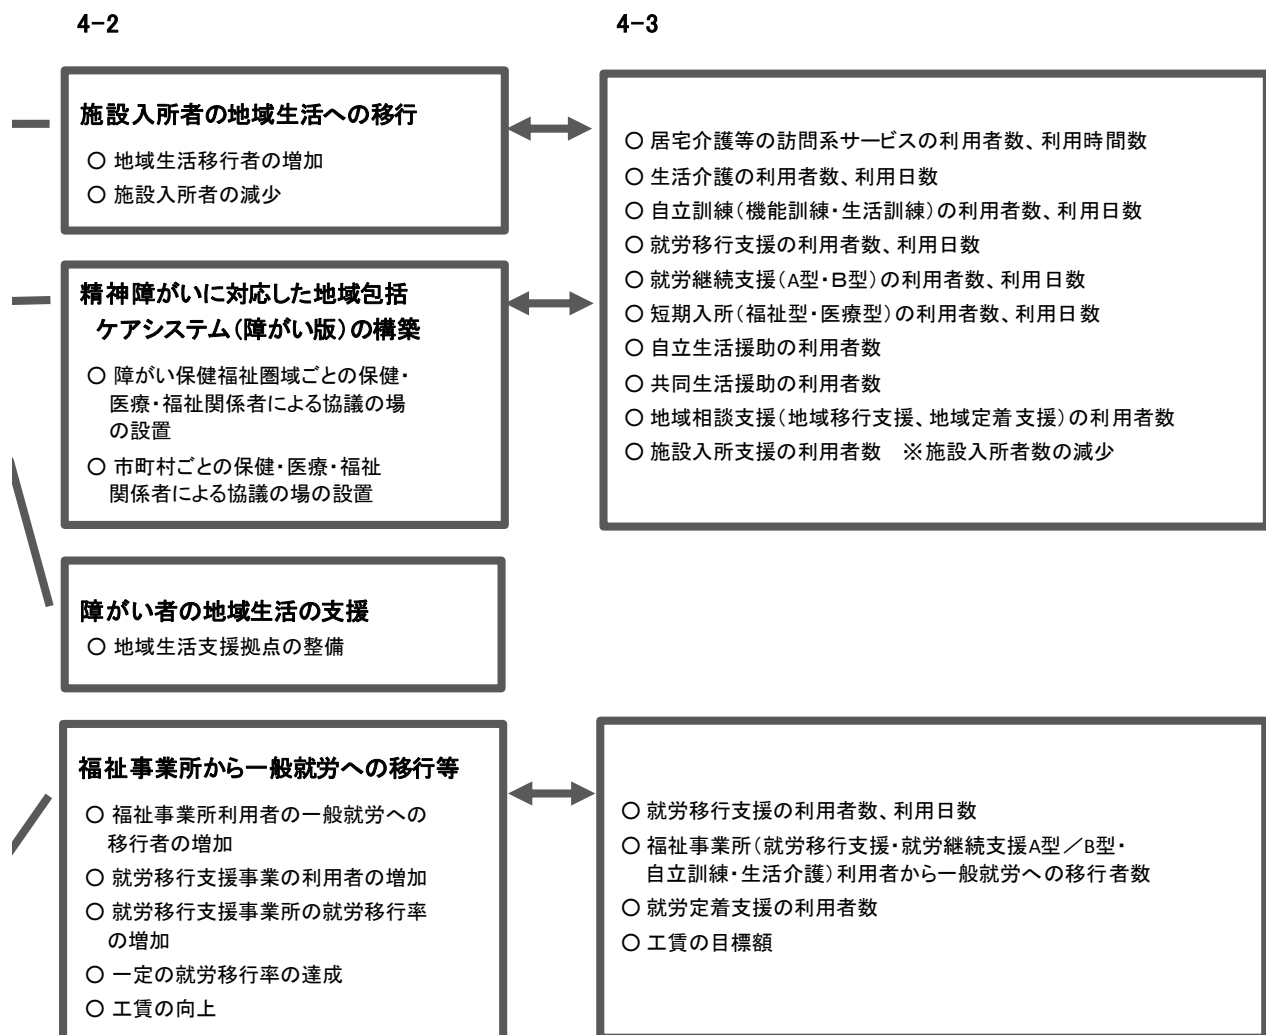 4-2
4-3
施設入所者の地域生活への移行
○ 地域生活移行者の増加
○ 施設入所者の減少
精神障がいに対応した地域包括
ケアシステム(障がい版)の構築
○ 障がい保健福祉圏域ごとの保健・
医療・福祉関係者による協議の場
の設置
○ 市町村ごとの保健・医療・福祉
関係者による協議の場の設置
○ 居宅介護等の訪問系サービスの利用者数、利用時間数
○ 生活介護の利用者数、利用日数
○ 自立訓練(機能訓練・生活訓練)の利用者数、利用日数
○ 就労移行支援の利用者数、利用日数
○ 就労継続支援(A型・B型)の利用者数、利用日数
○ 短期入所(福祉型・医療型)の利用者数、利用日数
○ 自立生活援助の利用者数
○ 共同生活援助の利用者数
○ 地域相談支援(地域移行支援、地域定着支援)の利用者数
○ 施設入所支援の利用者数　※施設入所者数の減少
障がい者の地域生活の支援
○ 地域生活支援拠点の整備
福祉事業所から一般就労への移行等
○ 福祉事業所利用者の一般就労への
移行者の増加
○ 就労移行支援事業の利用者の増加
○ 就労移行支援事業所の就労移行率
の増加
○ 一定の就労移行率の達成
○ 工賃の向上
○ 就労移行支援の利用者数、利用日数
○ 福祉事業所(就労移行支援・就労継続支援A型／B型・
自立訓練・生活介護)利用者から一般就労への移行者数
○ 就労定着支援の利用者数
○ 工賃の目標額